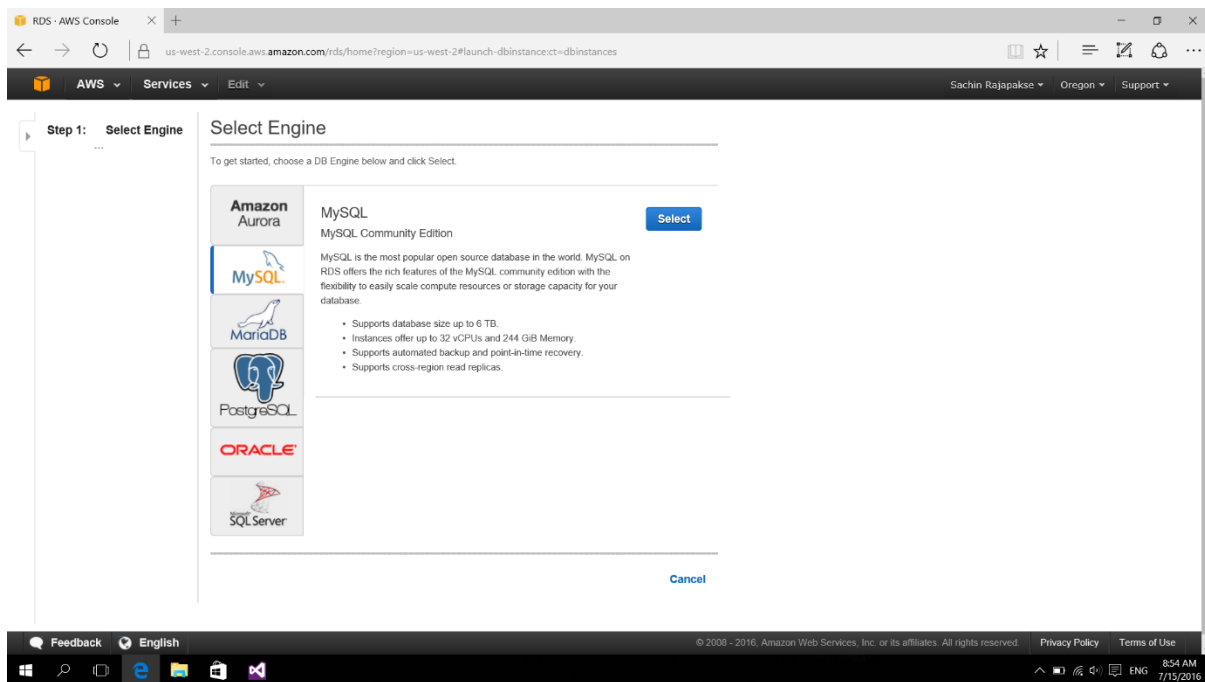 RDS · AWS Console
us-west-2.console.aws.amazon.com/rds/home?region=us-west-2#launch-dbinstance:ct=dbinstances
AWS Services Edit Sachin Rajapakse Oregon Support
Step 1: Select Engine
...
Select Engine
To get started, choose a DB Engine below and click Select.
Amazon
Aurora
MySQL
MariaDB
PostgreSQL
ORACLE
Microsoft
SQL Server
MySQL
Select
MySQL Community Edition
MySQL is the most popular open source database in the world. MySQL on
RDS offers the rich features of the MySQL community edition with the
flexibility to easily scale compute resources or storage capacity for your
database.
• Supports database size up to 6 TB.
• Instances offer up to 32 vCPUs and 244 GiB Memory.
• Supports automated backup and point-in-time recovery.
• Supports cross-region read replicas.
Cancel
Feedback English © 2008 - 2016, Amazon Web Services, Inc. or its affiliates. All rights reserved. Privacy Policy Terms of Use
ENG
8:54 AM
7/15/2016